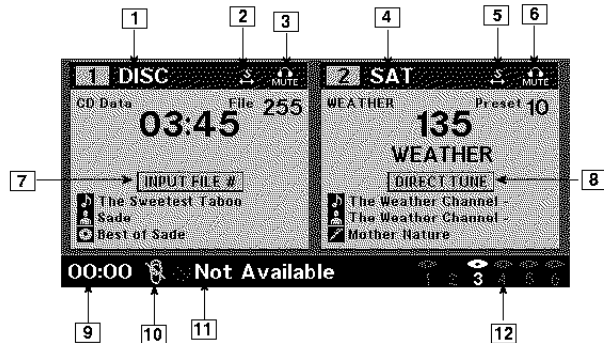 1 2 3 4 5 6
1 DISC S MUTE
2 SAT S MUTE
CD Data File 255
03:45
WEATHER Preset 10
135
WEATHER
7 INPUT FILE #
DIRECT TUNE 8
The Sweetest Taboo
Sade
Best of Sade
The Weather Channel -
The Weather Channel -
Mother Nature
00:00 Not Available 1 2 3 4 5 6
9 10 11 12